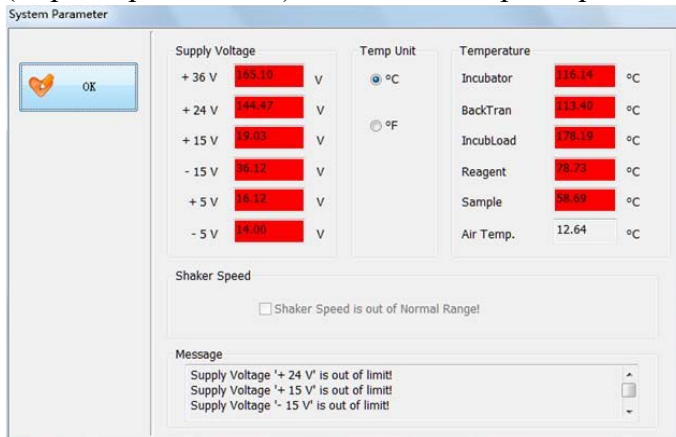 System Parameter
OK
Supply Voltage
+ 36 V 165.10 V
+ 24 V 144.47 V
+ 15 V 19.03 V
- 15 V 36.12 V
+ 5 V 16.12 V
- 5 V 14.00 V
Temp Unit
°C
°F
Temperature
Incubator 116.14 °C
BackTran 113.40 °C
IncubLoad 178.19 °C
Reagent 78.73 °C
Sample 58.69 °C
Air Temp. 12.64 °C
Shaker Speed
Shaker Speed is out of Normal Range!
Message
Supply Voltage '+ 24 V' is out of limit!
Supply Voltage '+ 15 V' is out of limit!
Supply Voltage '- 15 V' is out of limit!